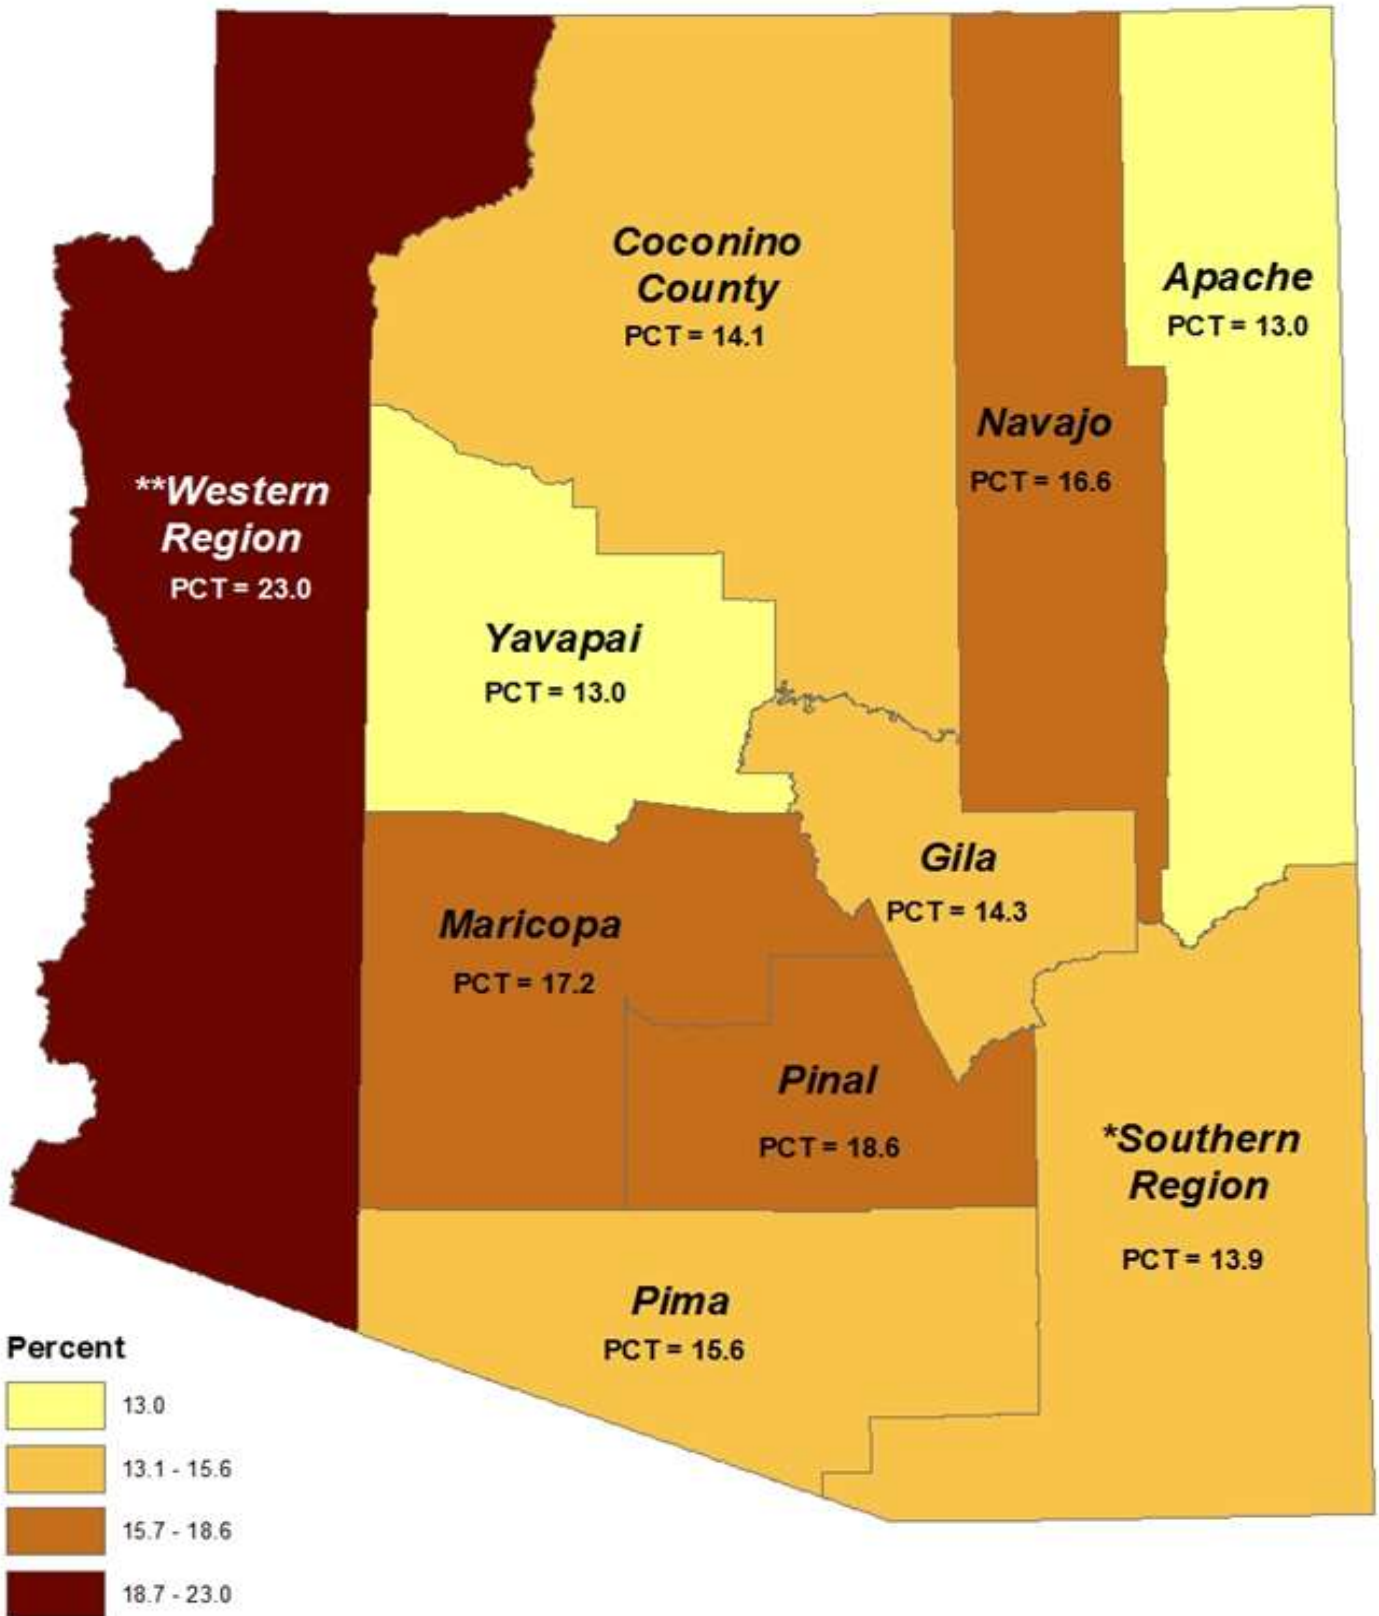 Coconino
County
PCT = 14.1
Apache
PCT = 13.0
Navajo
PCT = 16.6
**Western
Region
PCT = 23.0
Yavapai
PCT = 13.0
Gila
PCT = 14.3
Maricopa
PCT = 17.2
Pinal
PCT = 18.6
*Southern
Region
PCT = 13.9
Pima
PCT = 15.6
Percent
13.0
13.1 - 15.6
15.7 - 18.6
18.7 - 23.0